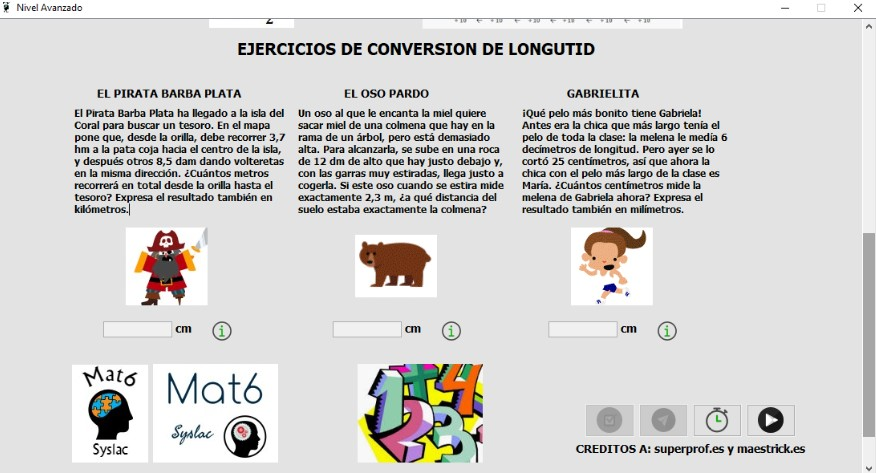 Nivel Avanzado
2
EJERCICIOS DE CONVERSION DE LONGUTID
EL PIRATA BARBA PLATA
El Pirata Barba Plata ha llegado a la isla del
Coral para buscar un tesoro. En el mapa
pone que, desde la orilla, debe recorrer 3,7
hm a la pata coja hacia el centro de la isla,
y después otros 8,5 dam dando volteretas
en la misma dirección. ¿Cuántos metros
recorrerá en total desde la orilla hasta el
tesoro? Expresa el resultado también en
kilómetros.
cm
EL OSO PARDO
Un oso al que le encanta la miel quiere
sacar miel de una colmena que hay en la
rama de un árbol, pero está demasiado
alta. Para alcanzarla, se sube en una roca
de 12 dm de alto que hay justo debajo y,
con las garras muy estiradas, llega justo a
cogerla. Si este oso cuando se estira mide
exactamente 2,3 m, ¿a qué distancia del
suelo estaba exactamente la colmena?
cm
GABRIELITA
¡Qué pelo más bonito tiene Gabriela!
Antes era la chica que más largo tenía el
pelo de toda la clase: la melena le medía 6
decímetros de longitud. Pero ayer se lo
cortó 25 centímetros, así que ahora la
chica con el pelo más largo de la clase es
María. ¿Cuántos centímetros mide la
melena de Gabriela ahora? Expresa el
resultado también en milímetros.
cm
Mat6
Syslac
Mat6
Syslac
1+4
23
CREDITOS A: superprof.es y maestrick.es